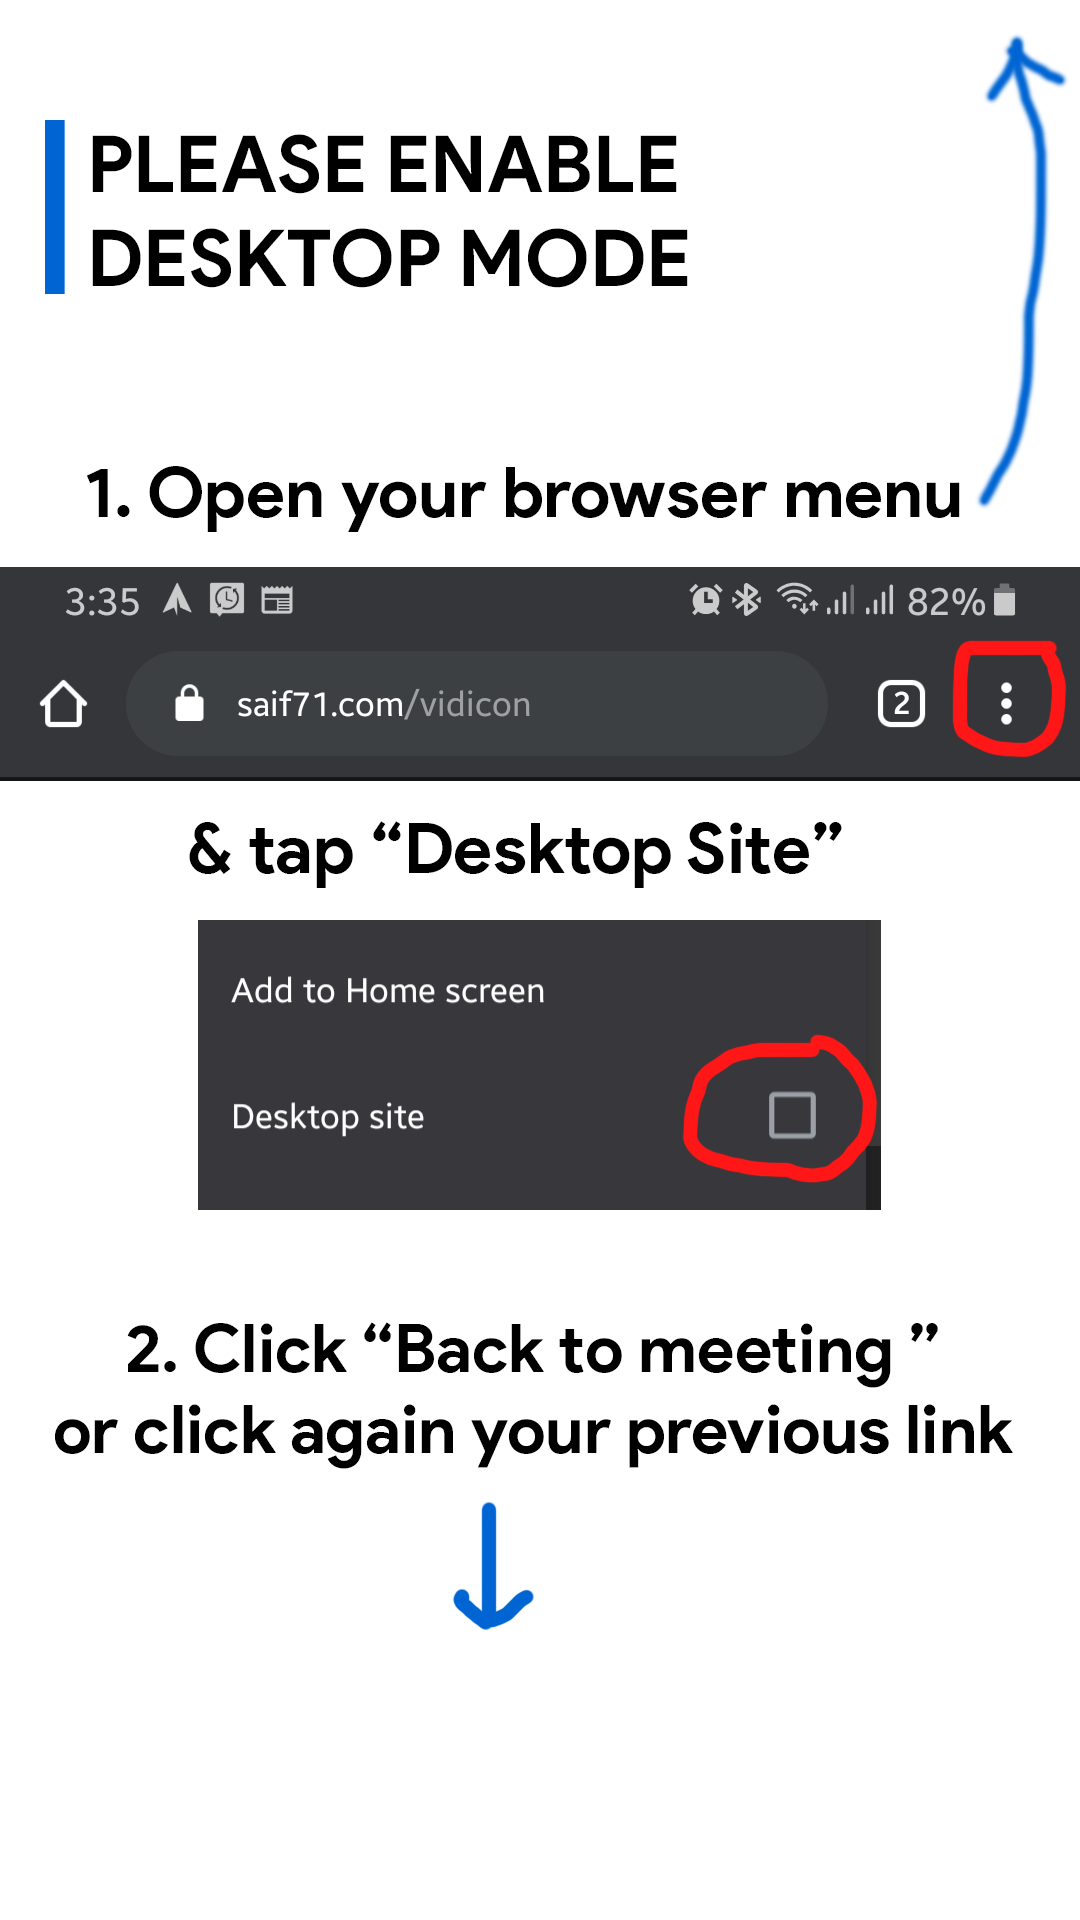 PLEASE ENABLE
DESKTOP MODE
1. Open your browser menu
3:35 82%
saif71.com/vidicon 2
& tap “Desktop Site”
Add to Home screen
Desktop site
2. Click “Back to meeting ”
or click again your previous link